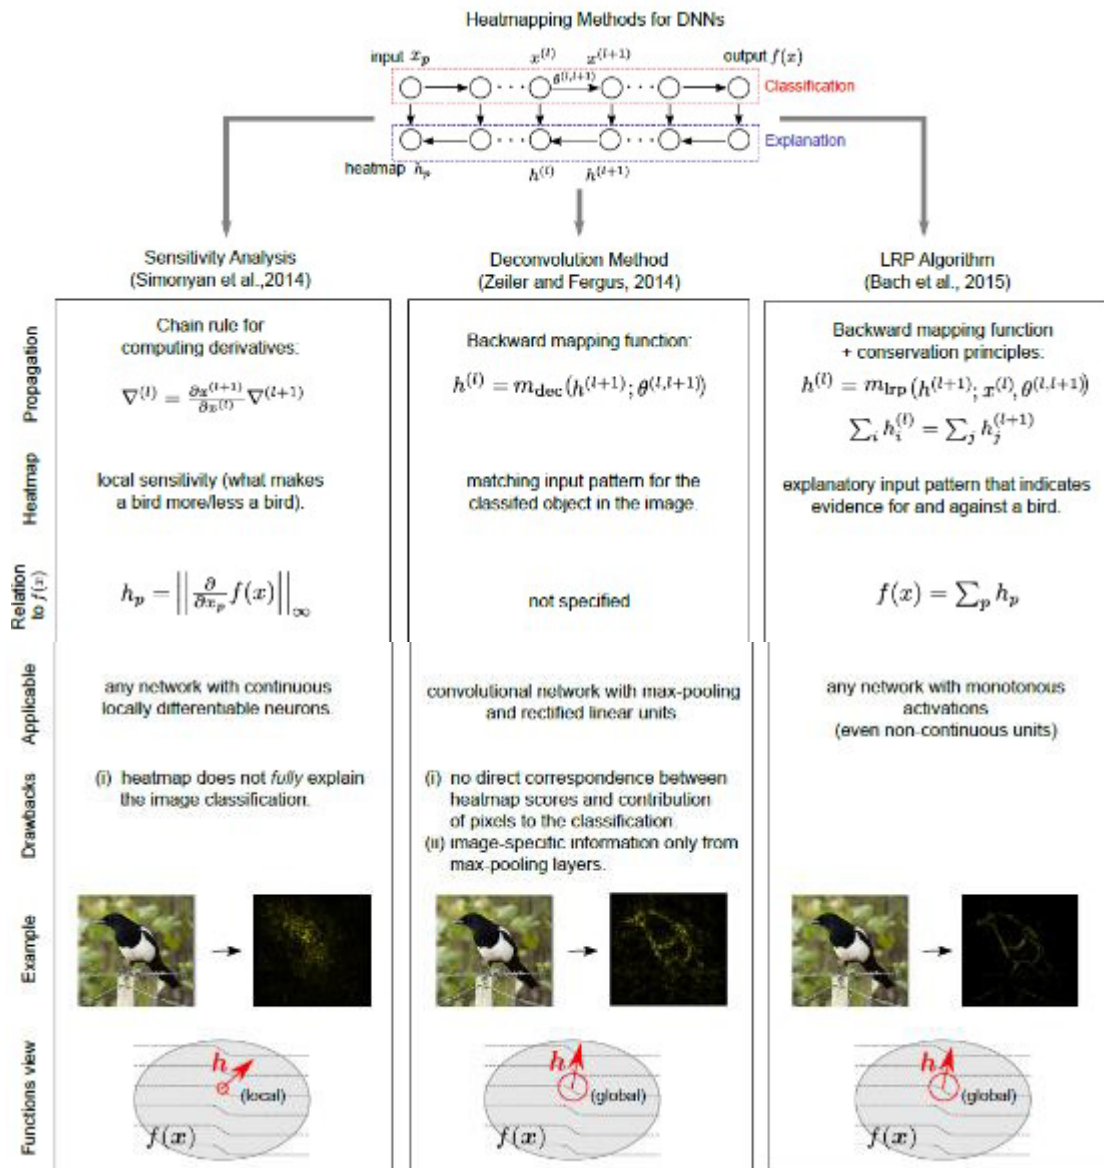 Heatmapping Methods for DNNs
input x_p
x^{(l)}
x^{(l+1)}
output f(x)
θ^{(l,l+1)}
Classification
Explanation
heatmap h_p
h^{(l)}
h^{(l+1)}
Sensitivity Analysis
(Simonyan et al.,2014)
Deconvolution Method
(Zeiler and Fergus, 2014)
LRP Algorithm
(Bach et al., 2015)
Propagation
Chain rule for
computing derivatives:
∇^{(l)} = \frac{∂x^{(l+1)}}{∂x^{(l)}} ∇^{(l+1)}
Backward mapping function:
h^{(l)} = m_{dec}(h^{(l+1)}; θ^{(l,l+1)})
Backward mapping function
+ conservation principles:
h^{(l)} = m_{lrp}(h^{(l+1)}; x^{(l)}, θ^{(l,l+1)})
∑_i h_i^{(l)} = ∑_j h_j^{(l+1)}
Heatmap
local sensitivity (what makes
a bird more/less a bird).
matching input pattern for the
classifed object in the image.
explanatory input pattern that indicates
evidence for and against a bird.
Relation
to f(x)
h_p = ||\frac{∂}{∂x_p} f(x)||_∞
not specified
f(x) = ∑_p h_p
Applicable
any network with continuous
locally differentiable neurons.
convolutional network with max-pooling
and rectified linear units.
any network with monotonous
activations
(even non-continuous units)
Drawbacks
(i) heatmap does not fully explain
the image classification.
(i) no direct correspondence between
heatmap scores and contribution
of pixels to the classification.
(ii) image-specific information only from
max-pooling layers.
Example
Functions view
h
(local)
f(x)
h
(global)
f(x)
h
(global)
f(x)